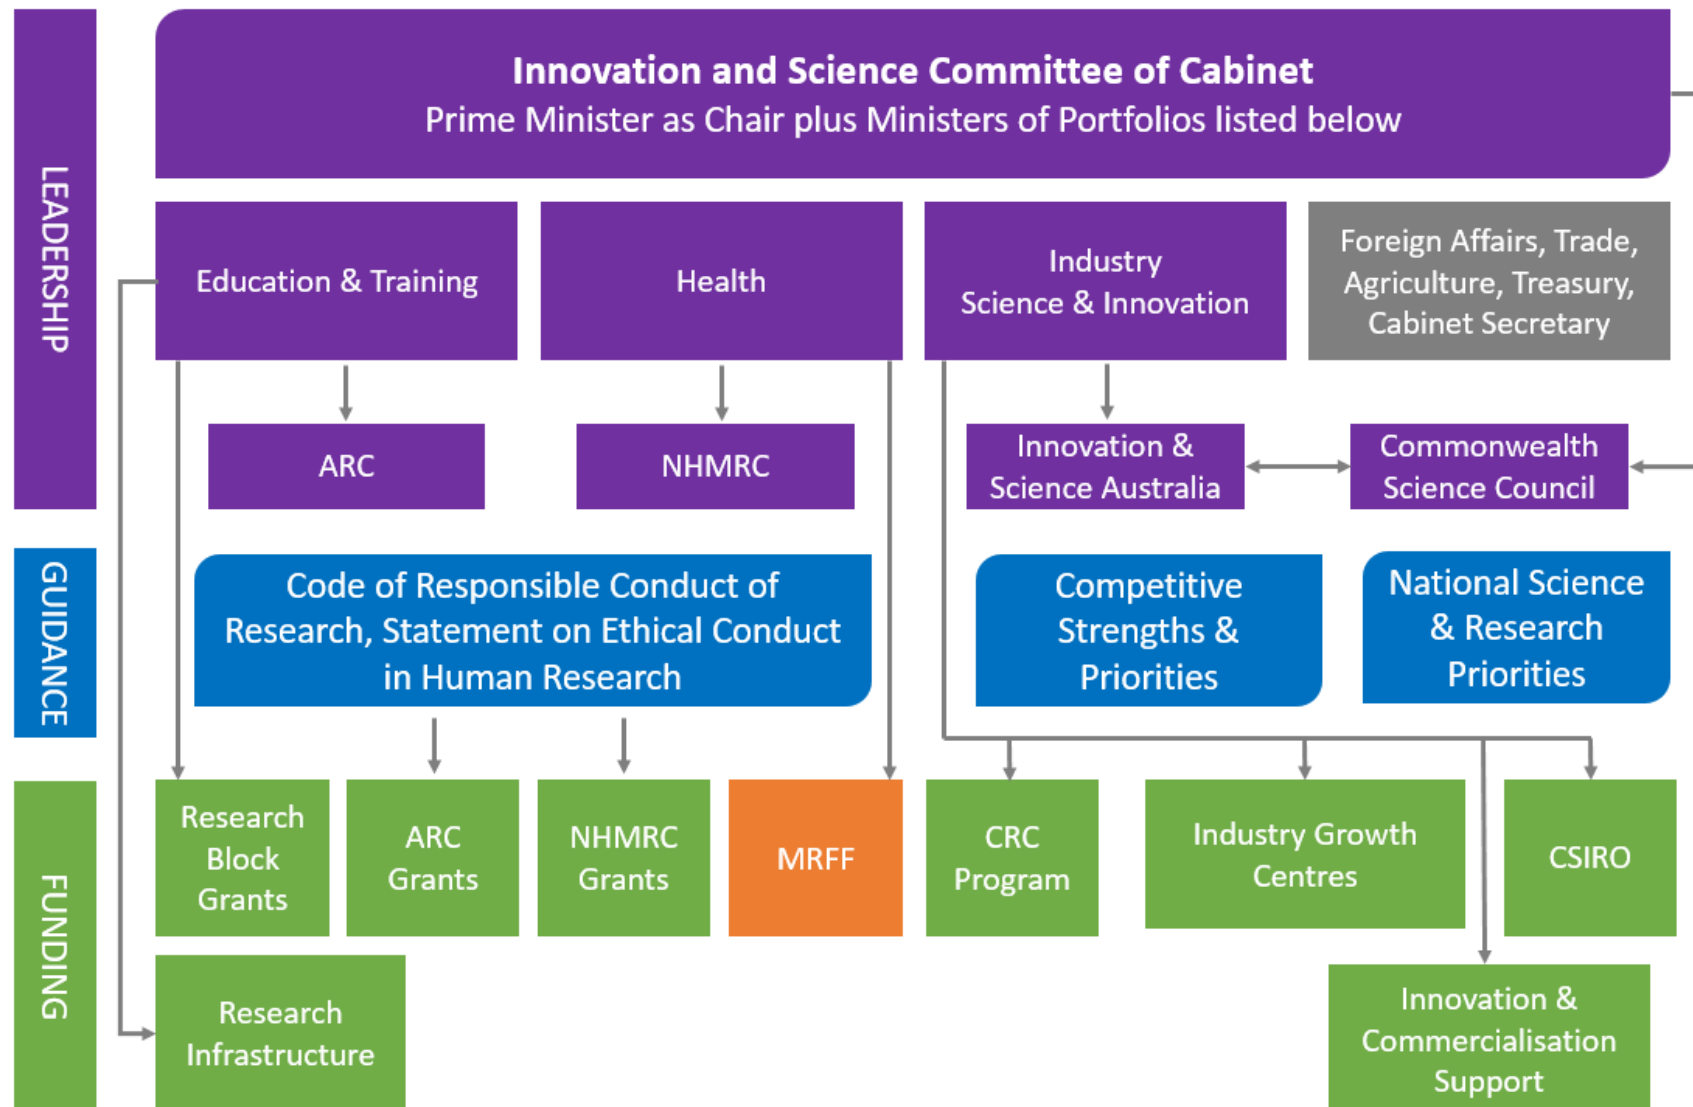 LEADERSHIP
Innovation and Science Committee of Cabinet
Prime Minister as Chair plus Ministers of Portfolios listed below
Education & Training
Health
Industry
Science & Innovation
Foreign Affairs, Trade,
Agriculture, Treasury,
Cabinet Secretary
ARC
NHMRC
Innovation &
Science Australia
Commonwealth
Science Council
GUIDANCE
Code of Responsible Conduct of
Research, Statement on Ethical Conduct
in Human Research
Competitive
Strengths &
Priorities
National Science
& Research
Priorities
FUNDING
Research
Block
Grants
ARC
Grants
NHMRC
Grants
MRFF
CRC
Program
Industry Growth
Centres
CSIRO
Research
Infrastructure
Innovation &
Commercialisation
Support